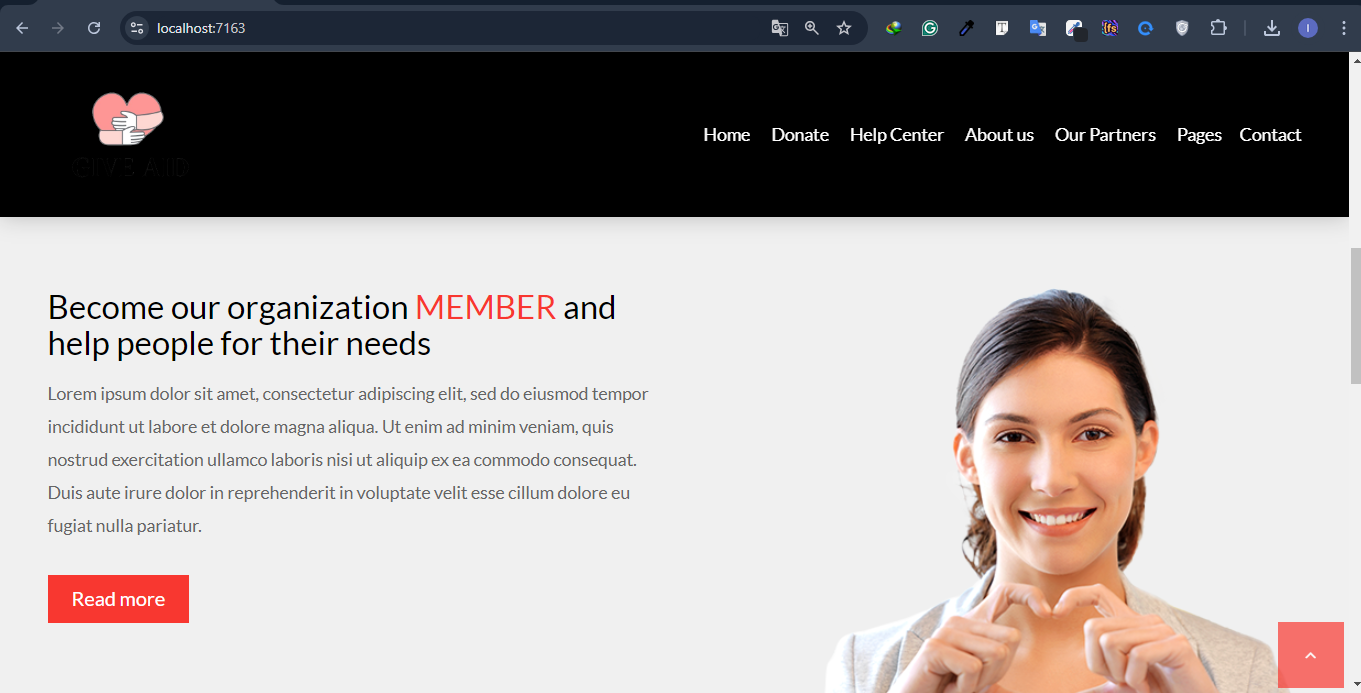 localhost:7163
GIVE AID
Home Donate Help Center About us Our Partners Pages Contact
Become our organization MEMBER and
help people for their needs
Lorem ipsum dolor sit amet, consectetur adipiscing elit, sed do eiusmod tempor
incididunt ut labore et dolore magna aliqua. Ut enim ad minim veniam, quis
nostrud exercitation ullamco laboris nisi ut aliquip ex ea commodo consequat.
Duis aute irure dolor in reprehenderit in voluptate velit esse cillum dolore eu
fugiat nulla pariatur.
Read more